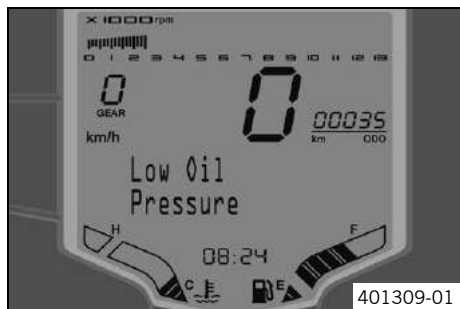 X 1000 rpm
0 1 2 3 4 5 6 7 8 9 10 11 12 13
0 0
GEAR 00035
km/h km ODO
Low Oil
Pressure
H F
08:24
C E
401309-01